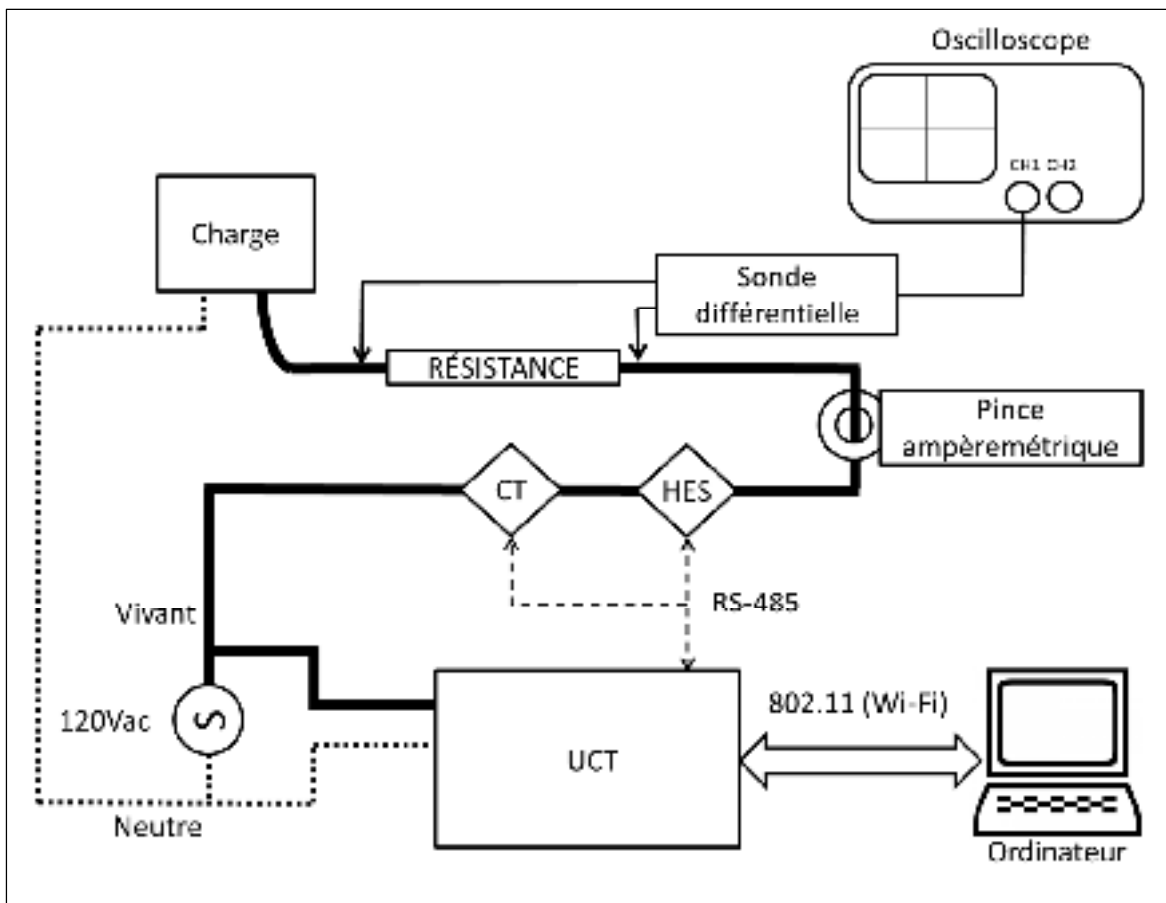 Oscilloscope
CH1 CH2
Charge
Sonde
différentielle
RÉSISTANCE
Pince
ampèremétrique
CT
HES
RS-485
Vivant
120Vac
S
802.11 (Wi-Fi)
UCT
Neutre
Ordinateur